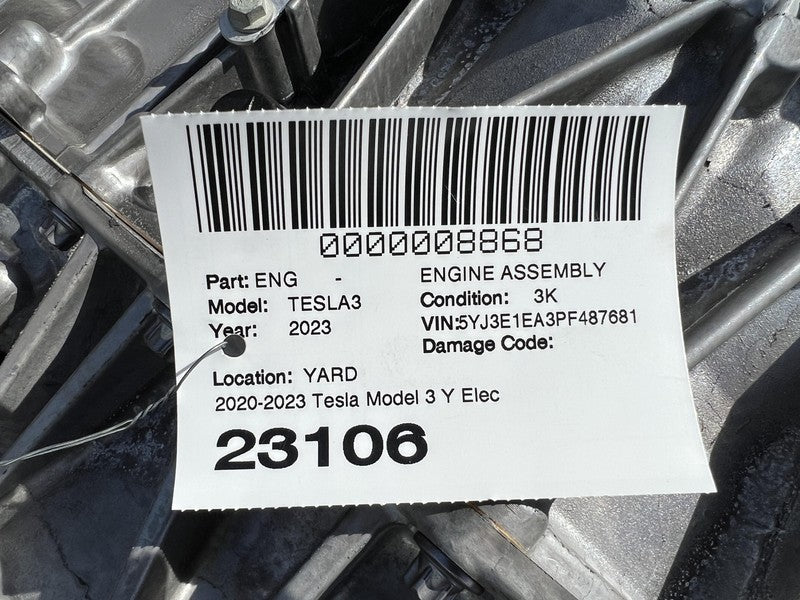 0000008868
Part: ENG - ENGINE ASSEMBLY
Model: TESLA3 Condition: 3K
Year: 2023 VIN:5YJ3E1EA3PF487681
Damage Code:
Location: YARD
2020-2023 Tesla Model 3 Y Elec
23106